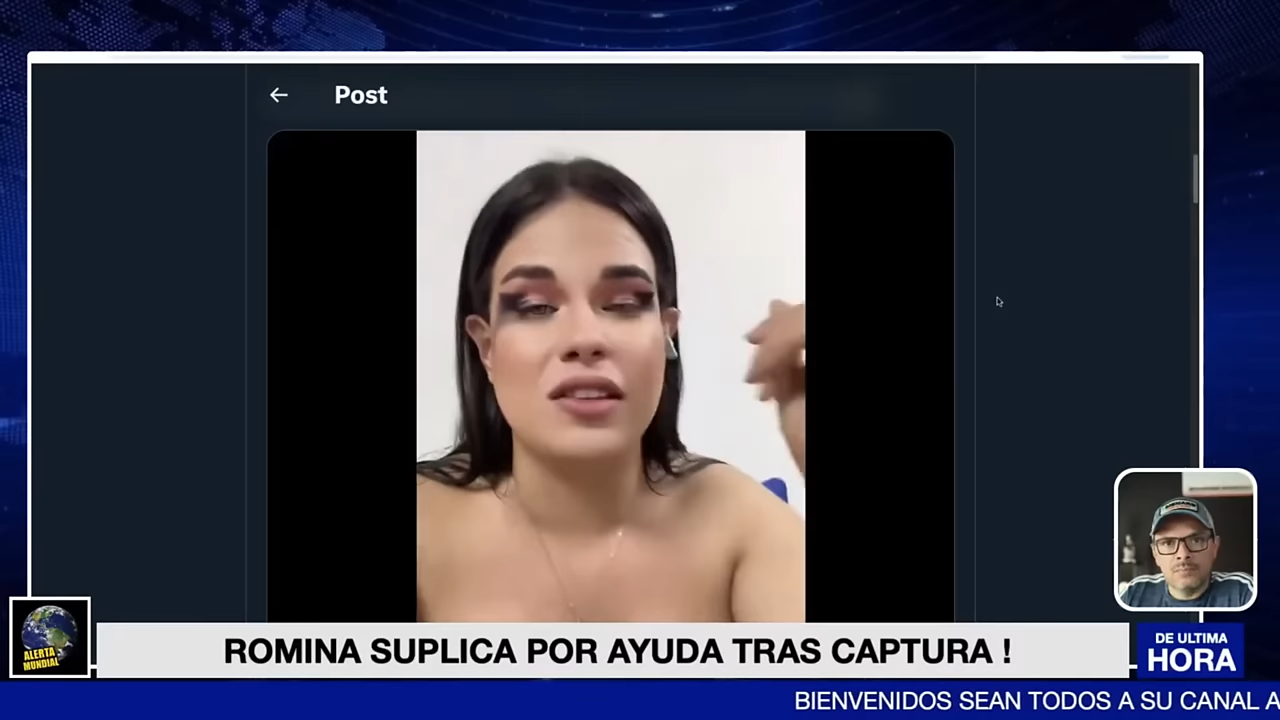 Post
ROMINA SUPLICA POR AYUDA TRAS CAPTURA !
DE ULTIMA
HORA
ALERTA
MUNDIAL
BIENVENIDOS SEAN TODOS A SU CANAL A